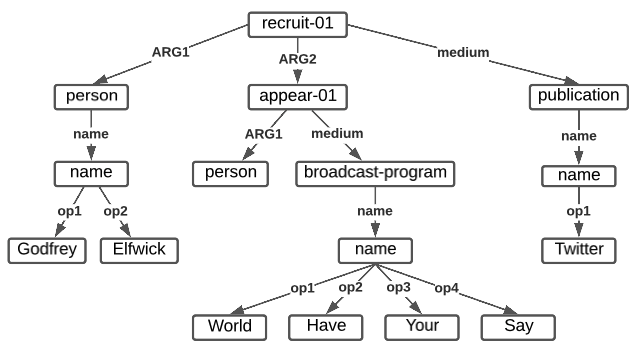 recruit-01
ARG1
ARG2
medium
person
appear-01
publication
name
ARG1
medium
name
name
person
broadcast-program
name
op1
op2
name
op1
Godfrey
Elfwick
name
Twitter
op1
op2
op3
op4
World
Have
Your
Say